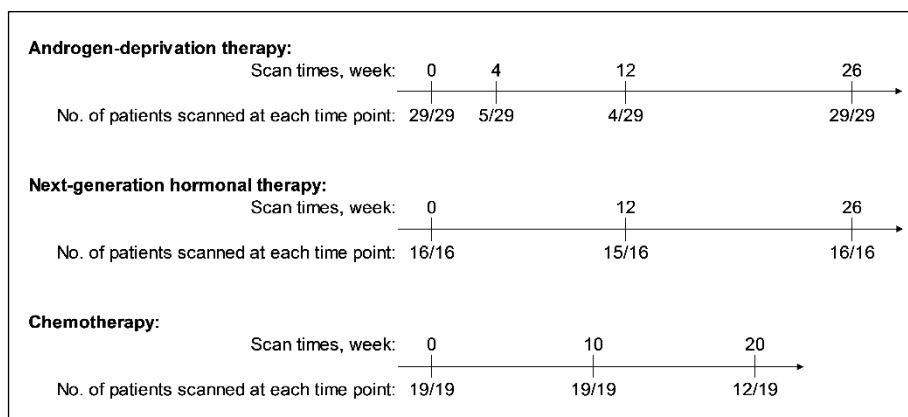 Androgen-deprivation therapy:
Scan times, week: 0 4 12 26
No. of patients scanned at each time point: 29/29 5/29 4/29 29/29
Next-generation hormonal therapy:
Scan times, week: 0 12 26
No. of patients scanned at each time point: 16/16 15/16 16/16
Chemotherapy:
Scan times, week: 0 10 20
No. of patients scanned at each time point: 19/19 19/19 12/19